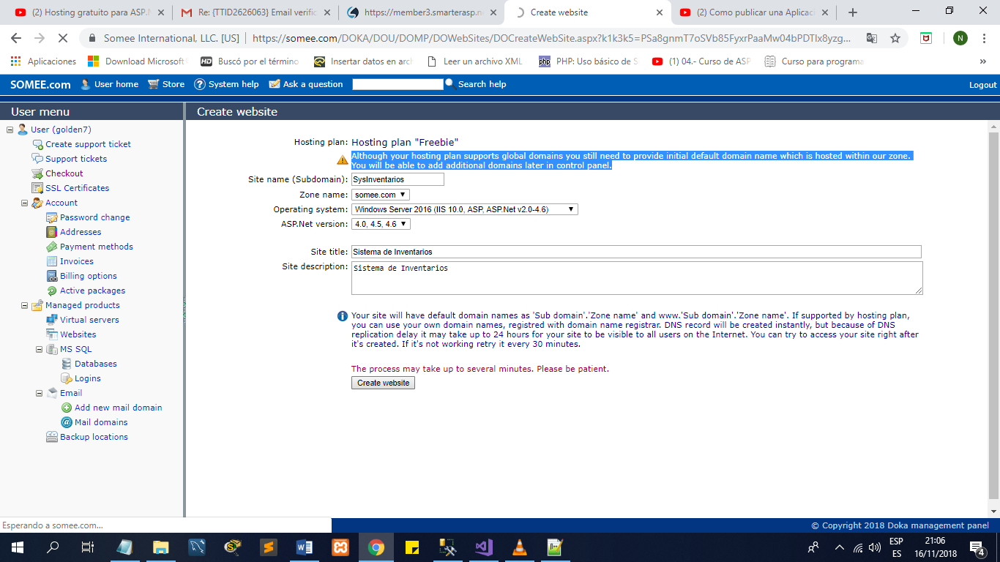 (2) Hosting gratuito para ASP.N
Re: {TTID2626063} Email verific
https://member3.smarterasp.n
Create website
(2) Como publicar una Aplicac
Somee International, LLC. [US] | https://somee.com/DOKA/DOU/DOMP/DOWebSites/DOCreateWebSite.aspx?k1k3k5=PSa8gnmT7oSVb85FyxrPaaMw04bPDTlx8yzg...
N
Aplicaciones
Download Microsoft
HD Buscó por el término
Insertar datos en arc
Leer un archivo XML
php PHP: Uso básico de S
(1) 04.- Curso de ASP
Curso para programa
»
SOMEE.com
User home
Store
System help
Ask a question
Search help
Logout
User menu
Create website
User (golden7)
Create support ticket
Support tickets
Checkout
SSL Certificates
Account
Password change
Addresses
Payment methods
Invoices
Billing options
Active packages
Managed products
Virtual servers
Websites
MS SQL
Databases
Logins
Email
Add new mail domain
Mail domains
Backup locations
Hosting plan: Hosting plan "Freebie"
Although your hosting plan supports global domains you still need to provide initial default domain name which is hosted within our zone.
You will be able to add additional domains later in control panel.
Site name (Subdomain): SysInventarios
Zone name: somee.com
Operating system: Windows Server 2016 (IIS 10.0, ASP, ASP.Net v2.0-4.6)
ASP.Net version: 4.0, 4.5, 4.6
Site title: Sistema de Inventarios
Site description: Sistema de Inventarios
Your site will have default domain names as 'Sub domain'.'Zone name' and www.'Sub domain'.'Zone name'. If supported by hosting plan,
you can use your own domain names, registered with domain name registrar. DNS record will be created instantly, but because of DNS
replication delay it may take up to 24 hours for your site to be visible to all users on the Internet. You can try to access your site right after
it's created. If it's not working retry it every 30 minutes.
The process may take up to several minutes. Please be patient.
Create website
Esperando a somee.com...
© Copyright 2018 Doka management panel
ESP
ES
21:06
16/11/2018
4